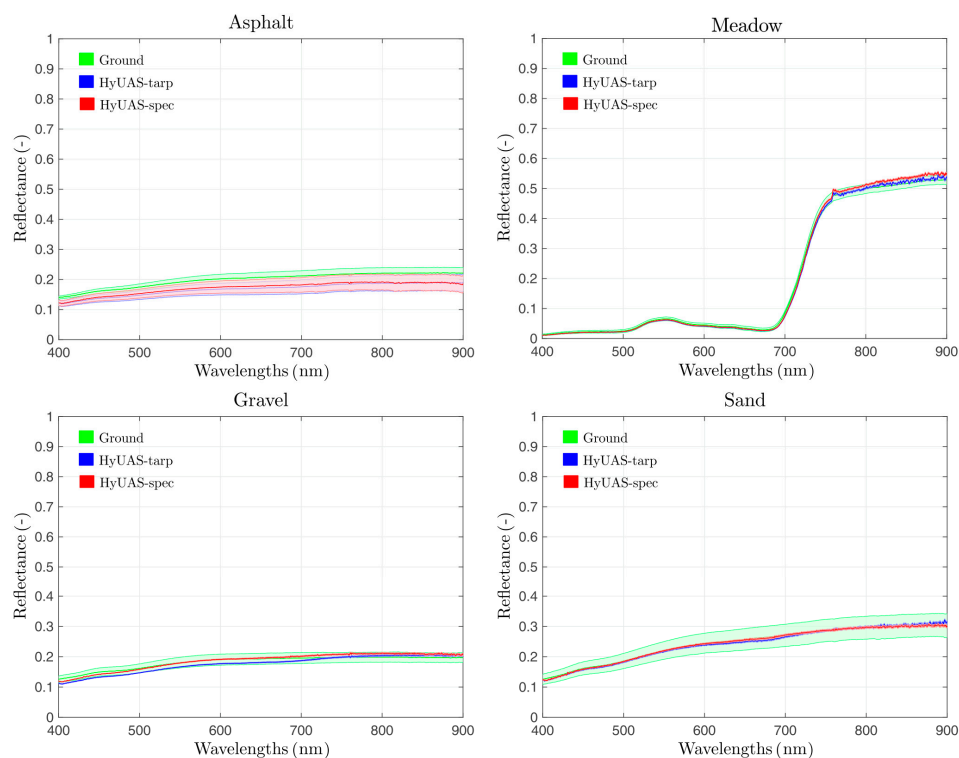 Asphalt
1
0.9
0.8
0.7
0.6
0.5
0.4
0.3
0.2
0.1
0
Reflectance (-)
Ground
HyUAS-tarp
HyUAS-spec
400 500 600 700 800 900
Wavelengths (nm)
Meadow
1
0.9
0.8
0.7
0.6
0.5
0.4
0.3
0.2
0.1
0
Reflectance (-)
Ground
HyUAS-tarp
HyUAS-spec
400 500 600 700 800 900
Wavelengths (nm)
Gravel
1
0.9
0.8
0.7
0.6
0.5
0.4
0.3
0.2
0.1
0
Reflectance (-)
Ground
HyUAS-tarp
HyUAS-spec
400 500 600 700 800 900
Wavelengths (nm)
Sand
1
0.9
0.8
0.7
0.6
0.5
0.4
0.3
0.2
0.1
0
Reflectance (-)
Ground
HyUAS-tarp
HyUAS-spec
400 500 600 700 800 900
Wavelengths (nm)